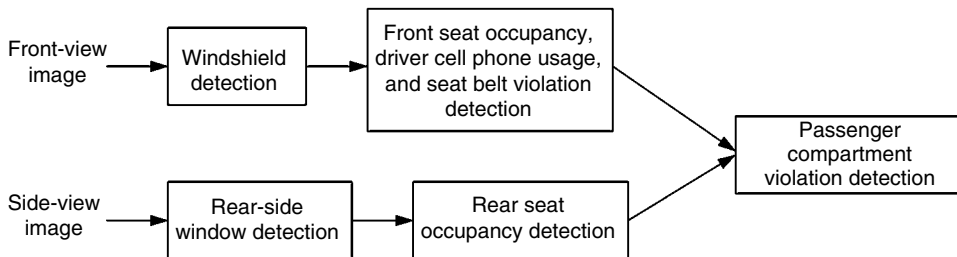 Front-view
image
Windshield
detection
Front seat occupancy,
driver cell phone usage,
and seat belt violation
detection
Passenger
compartment
violation detection
Side-view
image
Rear-side
window detection
Rear seat
occupancy detection